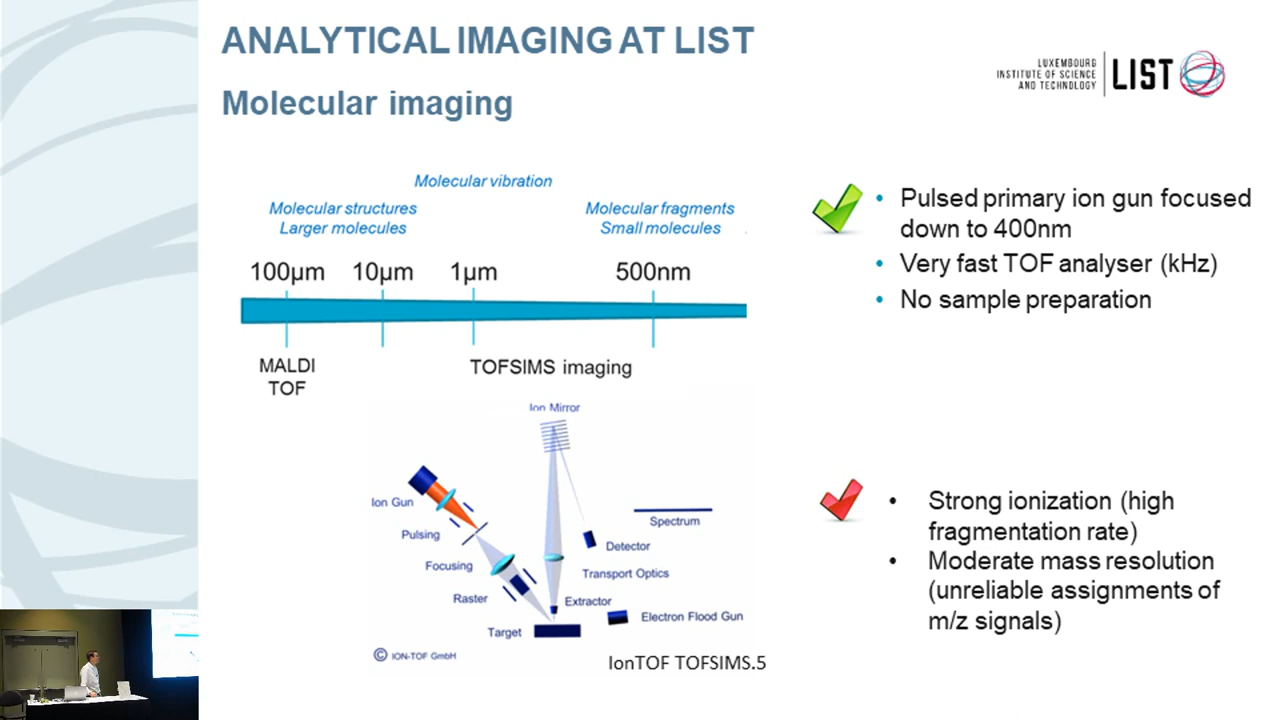 ANALYTICAL IMAGING AT LIST
LUXEMBOURG
INSTITUTE OF SCIENCE
AND TECHNOLOGY
LIST
Molecular imaging
Molecular vibration
Molecular structures
Larger molecules
Molecular fragments
Small molecules
100µm 10µm 1µm 500nm
MALDI
TOF
TOFSIMS imaging
Ion Mirror
Ion Gun
Pulsing
Focusing
Raster
Target
Spectrum
Detector
Transport Optics
Extractor
Electron Flood Gun
© ION-TOF GmbH
IonTOF TOFSIMS.5
• Pulsed primary ion gun focused
down to 400nm
• Very fast TOF analyser (kHz)
• No sample preparation
• Strong ionization (high
fragmentation rate)
• Moderate mass resolution
(unreliable assignments of
m/z signals)